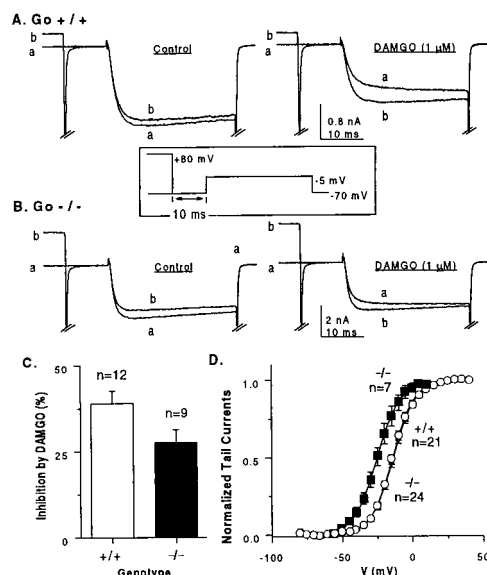 A. Go +/+
b
a
Control
b
a
DAMGO (1 µM)
b
a
a
b
0.8 nA
10 ms
+80 mV
-5 mV
-70 mV
10 ms
B. Go -/-
b
a
Control
a
b
a
DAMGO (1 µM)
b
a
a
b
2 nA
10 ms
C.
Inhibition by DAMGO (%)
50
25
0
n=12
n=9
+/+
-/-
Genotype
D.
Normalized Tail Currents
1.0
0.5
0.0
-/-
n=7
+/+
n=21
-/-
n=24
-50
0
50
V (mV)